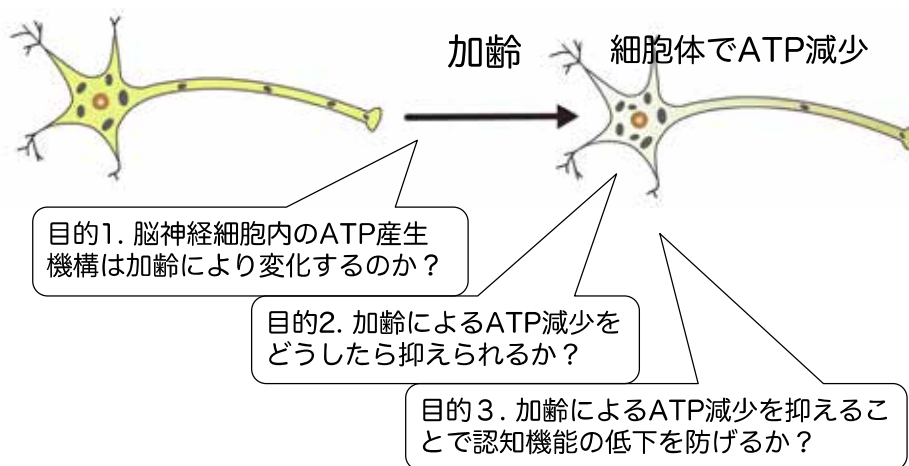 加齢
細胞体でATP減少
目的1. 脳神経細胞内のATP産生
機構は加齢により変化するのか？
目的2. 加齢によるATP減少を
どうしたら抑えられるか？
目的３. 加齢によるATP減少を抑えるこ
とで認知機能の低下を防げるか？